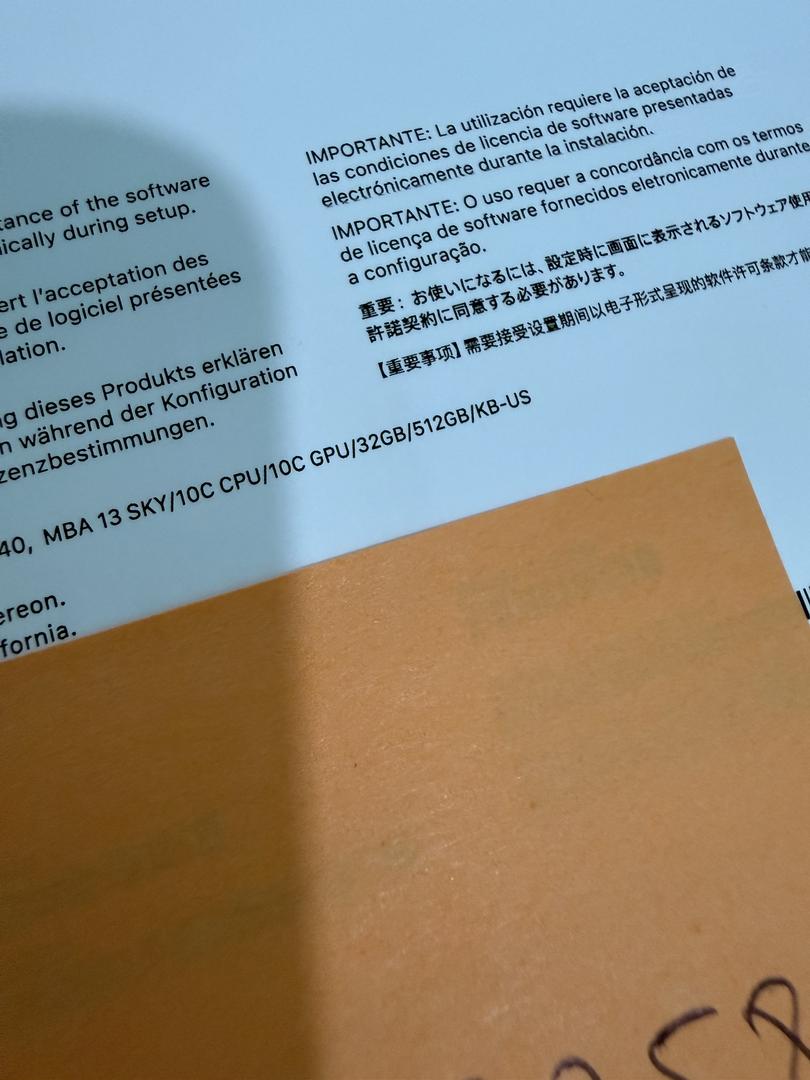 tance of the software
ically during setup.
ert l'acceptation des
e de logiciel présentées
lation.
ng dieses Produkts erklären
n während der Konfiguration
zenzbestimmungen.
IMPORTANTE: La utilización requiere la aceptación de
las condiciones de licencia de software presentadas
electrónicamente durante la instalación.
IMPORTANTE: O uso requer a concordância com os termos
de licença de software fornecidos eletronicamente durante
a configuração.
重要：お使いになるには、設定時に画面に表示されるソフトウェア使用
許諾契約に同意する必要があります。
【重要事项】需要接受设置期间以电子形式呈现的软件许可条款才能
40, MBA 13 SKY/10C CPU/10C GPU/32GB/512GB/KB-US
ereon.
fornia.
58